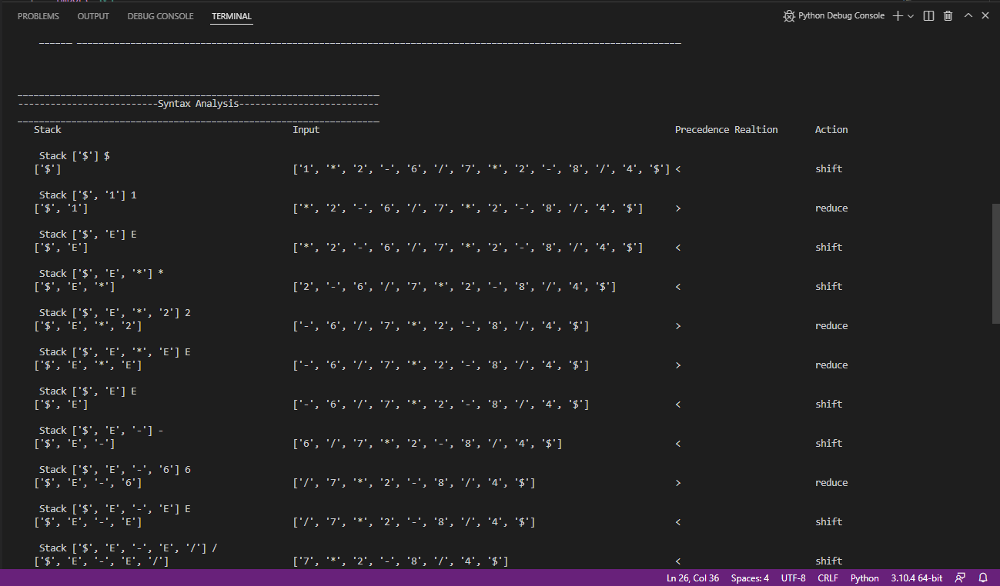 PROBLEMS OUTPUT DEBUG CONSOLE TERMINAL Python Debug Console
--------------------------Syntax Analysis--------------------------
Stack Input Precedence Realtion Action
Stack ['$'] $
['$'] ['1', '*', '2', '-', '6', '/', '7', '*', '2', '-', '8', '/', '4', '$'] < shift
Stack ['$', '1'] 1
['$', '1'] ['*', '2', '-', '6', '/', '7', '*', '2', '-', '8', '/', '4', '$'] > reduce
Stack ['$', 'E'] E
['$', 'E'] ['*', '2', '-', '6', '/', '7', '*', '2', '-', '8', '/', '4', '$'] < shift
Stack ['$', 'E', '*'] *
['$', 'E', '*'] ['2', '-', '6', '/', '7', '*', '2', '-', '8', '/', '4', '$'] < shift
Stack ['$', 'E', '*', '2'] 2
['$', 'E', '*', '2'] ['-', '6', '/', '7', '*', '2', '-', '8', '/', '4', '$'] > reduce
Stack ['$', 'E', '*', 'E'] E
['$', 'E', '*', 'E'] ['-', '6', '/', '7', '*', '2', '-', '8', '/', '4', '$'] > reduce
Stack ['$', 'E'] E
['$', 'E'] ['-', '6', '/', '7', '*', '2', '-', '8', '/', '4', '$'] < shift
Stack ['$', 'E', '-'] -
['$', 'E', '-'] ['6', '/', '7', '*', '2', '-', '8', '/', '4', '$'] < shift
Stack ['$', 'E', '-', '6'] 6
['$', 'E', '-', '6'] ['/', '7', '*', '2', '-', '8', '/', '4', '$'] > reduce
Stack ['$', 'E', '-', 'E'] E
['$', 'E', '-', 'E'] ['/', '7', '*', '2', '-', '8', '/', '4', '$'] < shift
Stack ['$', 'E', '-', 'E', '/'] /
['$', 'E', '-', 'E', '/'] ['7', '*', '2', '-', '8', '/', '4', '$'] < shift
Ln 26, Col 36 Spaces: 4 UTF-8 CRLF Python 3.10.4 64-bit